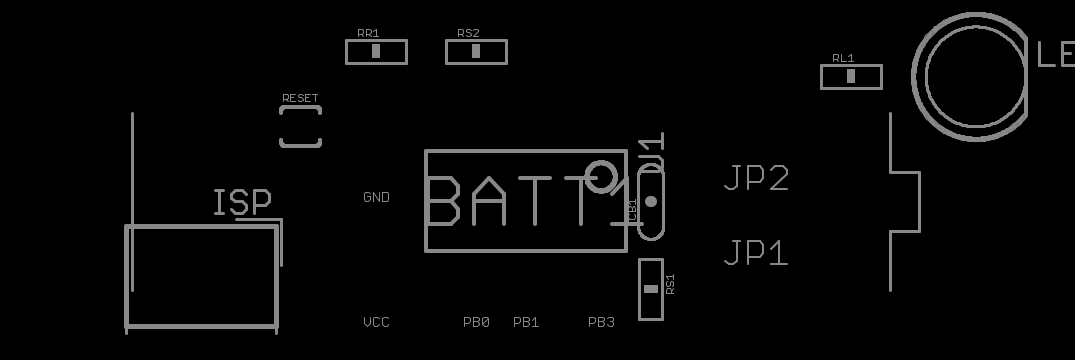 RR1
RS2
LE
RL1
RESET
U1
JP2
ISP
GND
BATT1
CB1
JP1
RS1
VCC
PB0
PB1
PB3